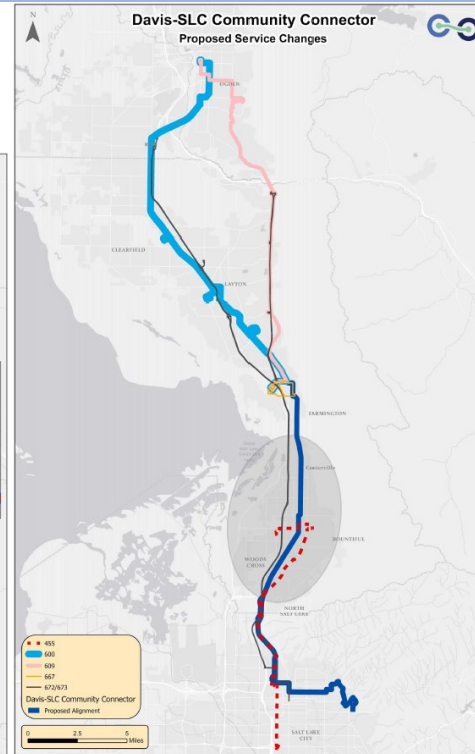 Davis-SLC Community Connector
Proposed Service Changes
N
OGDEN
CLEARFIELD
LAYTON
FARMINGTON
Centerville
BOUNTIFUL
WOODS
CROSS
NORTH
SALT LAKE
SALT LAKE
CITY
455
600
609
667
672/673
Davis-SLC Community Connector
Proposed Alignment
0 2.5 5
Miles